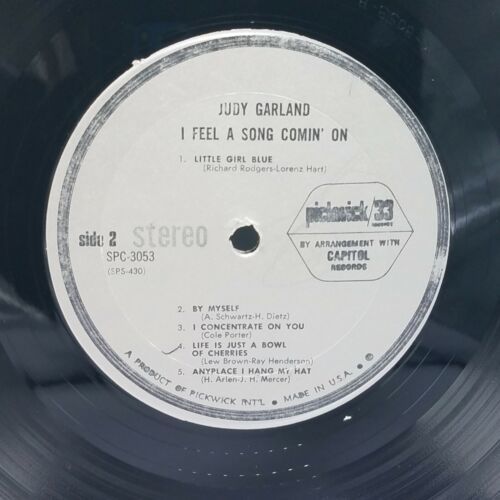 JUDY GARLAND
I FEEL A SONG COMIN' ON
1. LITTLE GIRL BLUE
(Richard Rodgers-Lorenz Hart)
pickwick/33
RECORDS
BY ARRANGEMENT WITH
CAPITOL
RECORDS
side 2 stereo
SPC-3053
(SPS-430)
2. BY MYSELF
(A. Schwartz-H. Dietz)
3. I CONCENTRATE ON YOU
(Cole Porter)
4. LIFE IS JUST A BOWL
OF CHERRIES
(Lew Brown-Ray Henderson)
5. ANYPLACE I HANG MY HAT
(H. Arlen-J. H. Mercer)
A PRODUCT OF PICKWICK INT'L. • MADE IN U.S.A. • ®